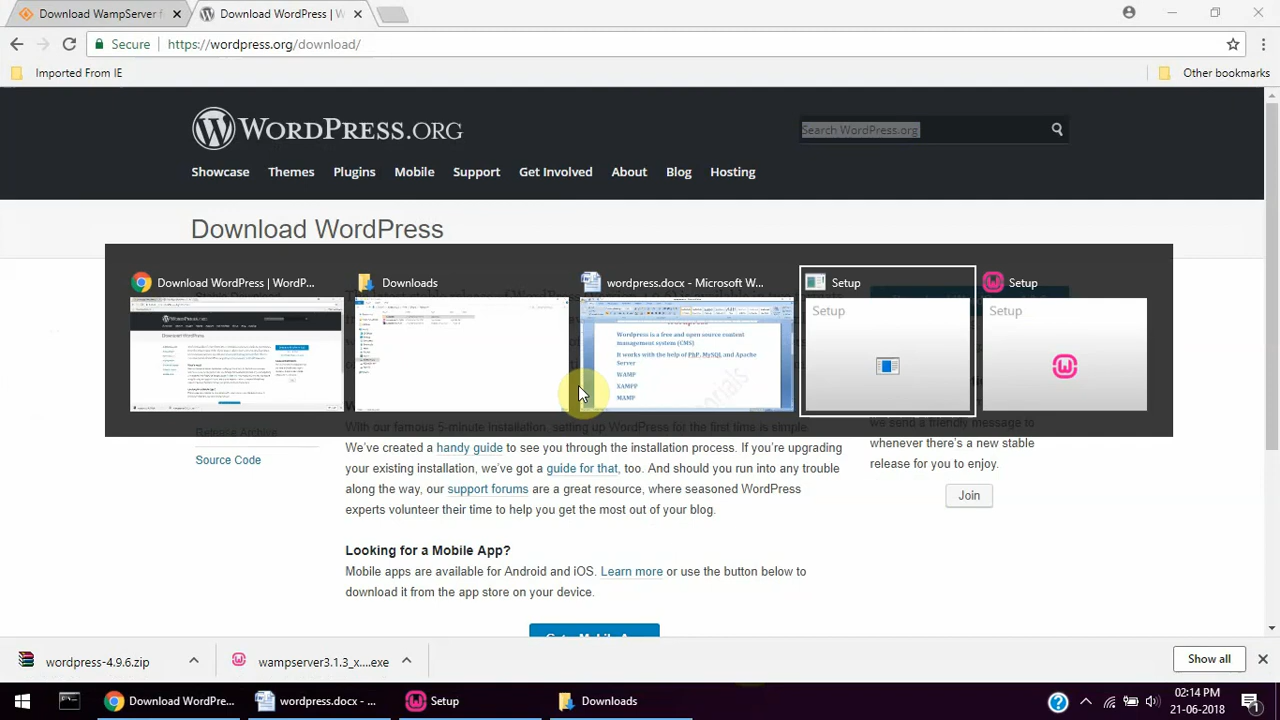 Download WampServer f
Download WordPress | W
Secure
https://wordpress.org/download/
Imported From IE
Other bookmarks
WORDPRESS.ORG
Search WordPress.org
Showcase
Themes
Plugins
Mobile
Support
Get Involved
About
Blog
Hosting
Download WordPress
Download WordPress | WordP...
Downloads
wordpress.docx - Microsoft W...
Setup
Setup
Setup
Setup
Wordpress is a free and open source content
management system (CMS)
It works with the help of PhP, MySQL and Apache
Server
WAMP
XAMPP
MAMP
Release Archive
Source Code
With our famous 5-minute installation, setting up WordPress for the first time is simple.
We've created a handy guide to see you through the installation process. If you're upgrading
your existing installation, we've got a guide for that, too. And should you run into any trouble
along the way, our support forums are a great resource, where seasoned WordPress
experts volunteer their time to help you get the most out of your blog.
we send a friendly message to
whenever there's a new stable
release for you to enjoy.
Join
Looking for a Mobile App?
Mobile apps are available for Android and iOS. Learn more or use the button below to
download it from the app store on your device.
wordpress-4.9.6.zip
wampserver3.1.3_x....exe
Show all
Download WordPre...
wordpress.docx - ...
Setup
Downloads
02:14 PM
21-06-2018
1